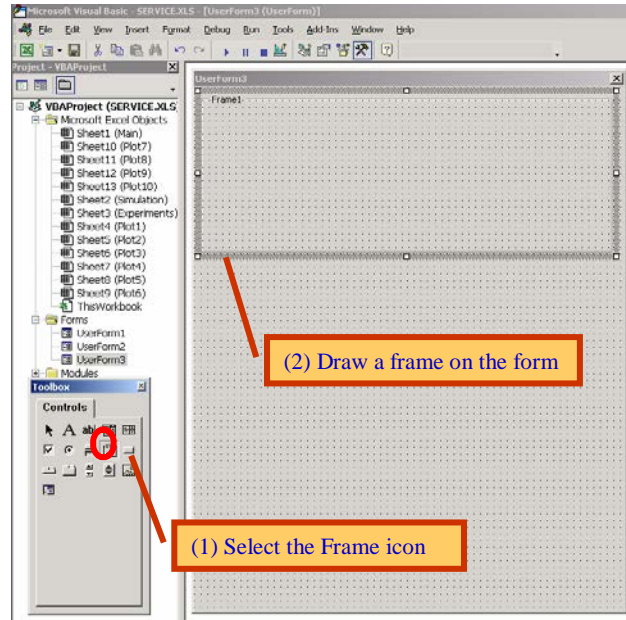 Microsoft Visual Basic - SERVICE.XLS - [UserForm3 (UserForm)]
File Edit View Insert Format Debug Run Tools Add-Ins Window Help
Project - VBAProject
VBAProject (SERVICE.XLS)
Microsoft Excel Objects
Sheet1 (Main)
Sheet10 (Plot7)
Sheet11 (Plot8)
Sheet12 (Plot9)
Sheet13 (Plot10)
Sheet2 (Simulation)
Sheet3 (Experiments)
Sheet4 (Plot1)
Sheet5 (Plot2)
Sheet6 (Plot3)
Sheet7 (Plot4)
Sheet8 (Plot5)
Sheet9 (Plot6)
ThisWorkbook
Forms
UserForm1
UserForm2
UserForm3
Modules
Toolbox
Controls
A ab
UserForm3
Frame1
(2) Draw a frame on the form
(1) Select the Frame icon